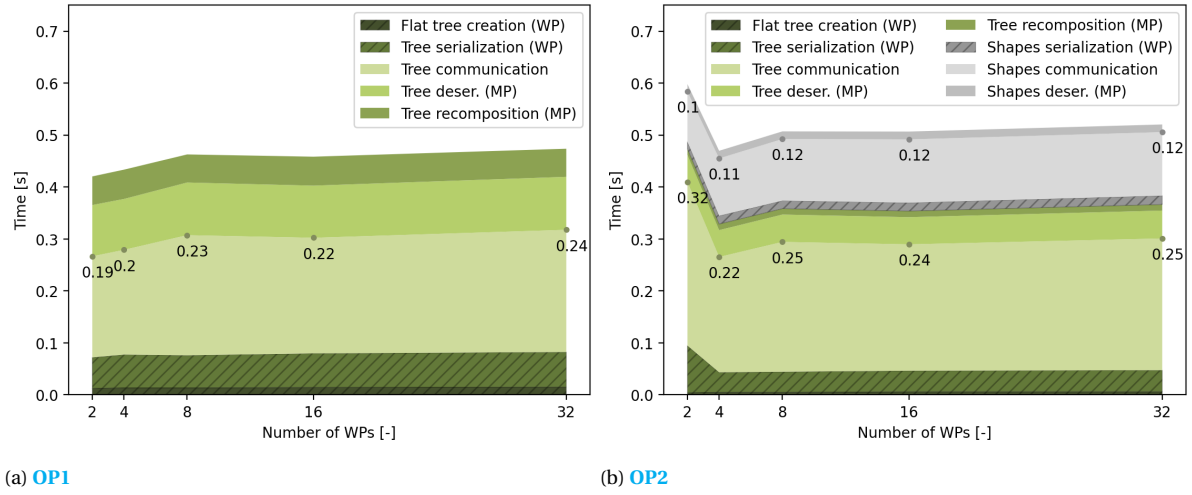 0.7
0.6
0.5
0.4
0.3
0.2
0.1
0.0
Time [s]
Flat tree creation (WP)
Tree serialization (WP)
Tree communication
Tree deser. (MP)
Tree recomposition (MP)
0.19
0.2
0.23
0.22
0.24
2 4 8 16 32
Number of WPs [-]
(a) OP1
0.7
0.6
0.5
0.4
0.3
0.2
0.1
0.0
Time [s]
Flat tree creation (WP)
Tree serialization (WP)
Tree communication
Tree deser. (MP)
Tree recomposition (MP)
Shapes serialization (WP)
Shapes communication
Shapes deser. (MP)
0.1
0.11
0.12
0.12
0.12
0.32
0.22
0.25
0.24
0.25
2 4 8 16 32
Number of WPs [-]
(b) OP2